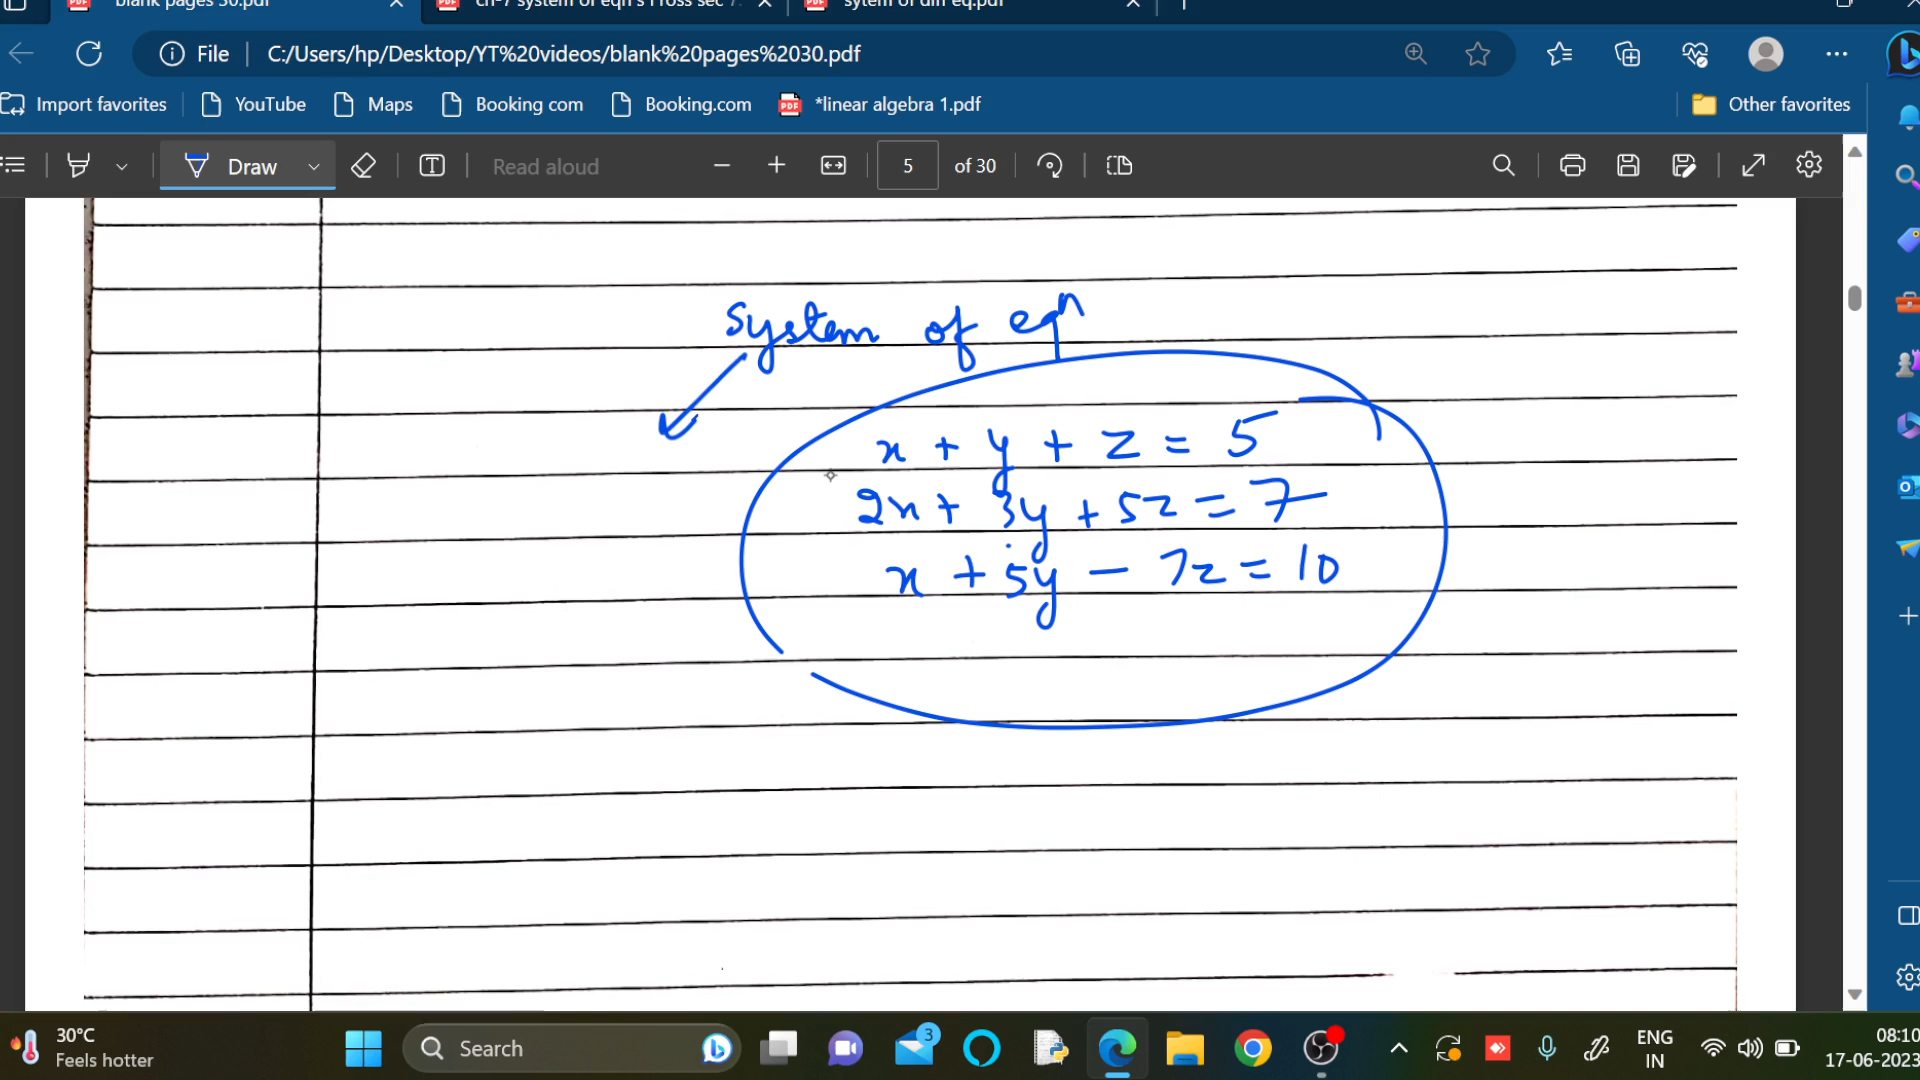 blank pages 30.pdf
ch-7 system of eqn's Fross sec 7.
sytem of diff eq.pdf
File
C:/Users/hp/Desktop/YT%20videos/blank%20pages%2030.pdf
Import favorites
YouTube
Maps
Booking com
Booking.com
*linear algebra 1.pdf
Other favorites
Draw
Read aloud
5
of 30
System of eqn
x + y + z = 5
2x + 3y + 5z = 7
x + 5y - 7z = 10
30°C
Feels hotter
Search
3
ENG
IN
08:10
17-06-2023